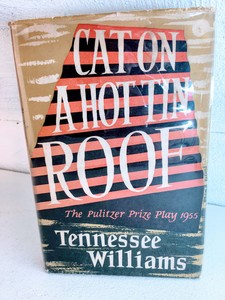 CAT ON
A HOT TIN
ROOF
The Pulitzer Prize Play 1955
Tennessee
Williams